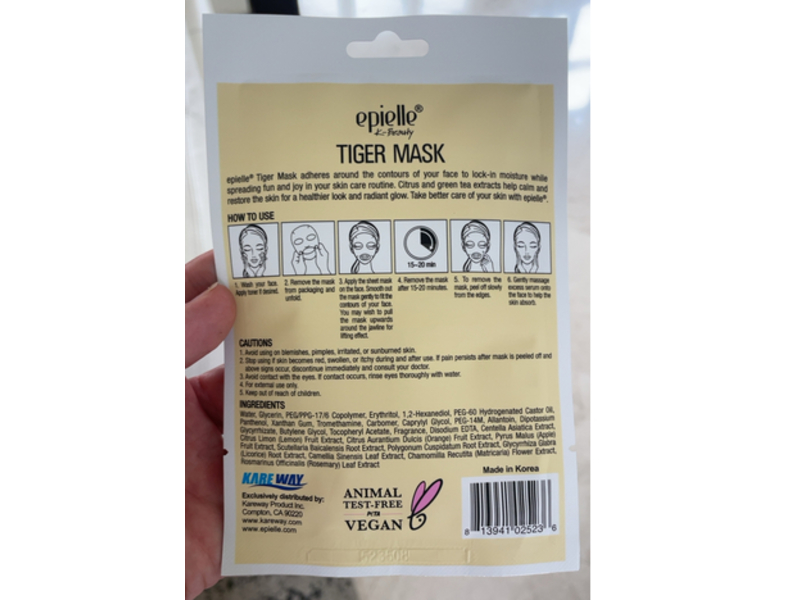 epielle®
K-Beauty
TIGER MASK
epielle® Tiger Mask adheres around the contours of your face to lock-in moisture while
spreading fun and joy in your skin care routine. Citrus and green tea extracts help calm and
restore the skin for a healthier look and radiant glow. Take better care of your skin with epielle®.
HOW TO USE
15~20 min
1. Wash your face.
Apply toner if desired.
2. Remove the mask
from packaging and
unfold.
3. Apply the sheet mask
on the face. Smooth out
the mask gently to fit the
contours of your face.
You may wish to pull
the mask upwards
around the jawline for
lifting effect.
4. Remove the mask
after 15-20 minutes.
5. To remove the
mask, peel off slowly
from the edges.
6. Gently massage
excess serum onto
the face to help the
skin absorb.
CAUTIONS
1. Avoid using on blemishes, pimples, irritated, or sunburned skin.
2. Stop using if skin becomes red, swollen, or itchy during and after use. If pain persists after mask is peeled off and
above signs occur, discontinue immediately and consult your doctor.
3. Avoid contact with the eyes. If contact occurs, rinse eyes thoroughly with water.
4. For external use only.
5. Keep out of reach of children.
INGREDIENTS
Water, Glycerin, PEG/PPG-17/6 Copolymer, Erythritol, 1,2-Hexanediol, PEG-60 Hydrogenated Castor Oil,
Panthenol, Xanthan Gum, Tromethamine, Carbomer, Caprylyl Glycol, PEG-14M, Allantoin, Dipotassium
Glycyrrhizate, Butylene Glycol, Tocopheryl Acetate, Fragrance, Disodium EDTA, Centella Asiatica Extract,
Citrus Limon (Lemon) Fruit Extract, Citrus Aurantium Dulcis (Orange) Fruit Extract, Pyrus Malus (Apple)
Fruit Extract, Scutellaria Baicalensis Root Extract, Polygonum Cuspidatum Root Extract, Glycyrrhiza Glabra
(Licorice) Root Extract, Camellia Sinensis Leaf Extract, Chamomilla Recutita (Matricaria) Flower Extract,
Rosmarinus Officinalis (Rosemary) Leaf Extract
Made in Korea
KAREWAY
Exclusively distributed by:
Kareway Product Inc.
Compton, CA 90220
www.kareway.com
www.epielle.com
ANIMAL
TEST-FREE
PETA
VEGAN
8 13941 02523 6